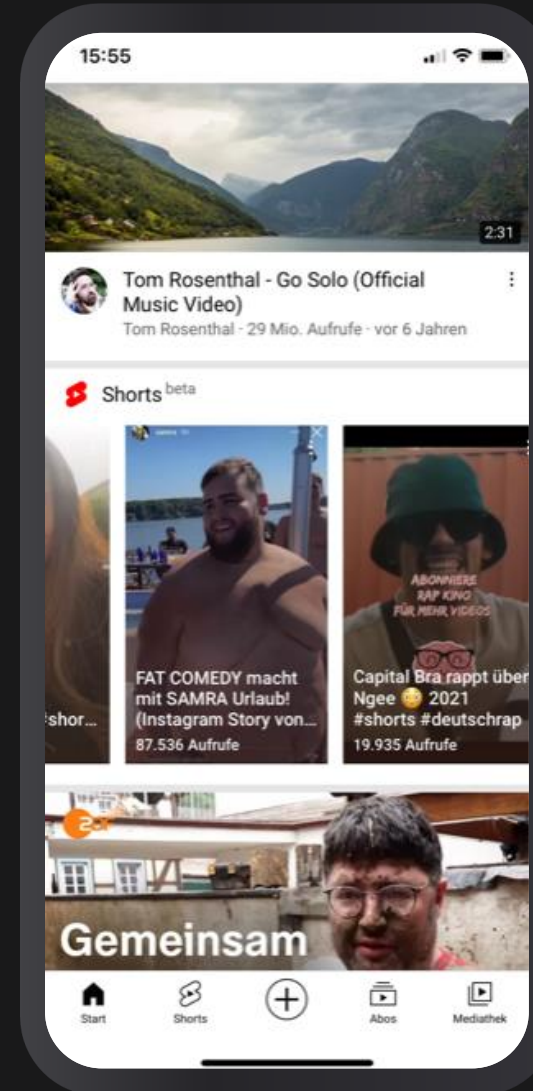 15:55
2:31
Tom Rosenthal - Go Solo (Official
Music Video)
Tom Rosenthal · 29 Mio. Aufrufe · vor 6 Jahren
Shorts beta
#shor...
FAT COMEDY macht
mit SAMRA Urlaub!
(Instagram Story von...
87.536 Aufrufe
ABONNIERE
RAP KINO
FÜR MEHR VIDEOS
Capital Bra rappt über
Ngee 😳 2021
#shorts #deutschrap
19.935 Aufrufe
Gemeinsam
Start
Shorts
Abos
Mediathek